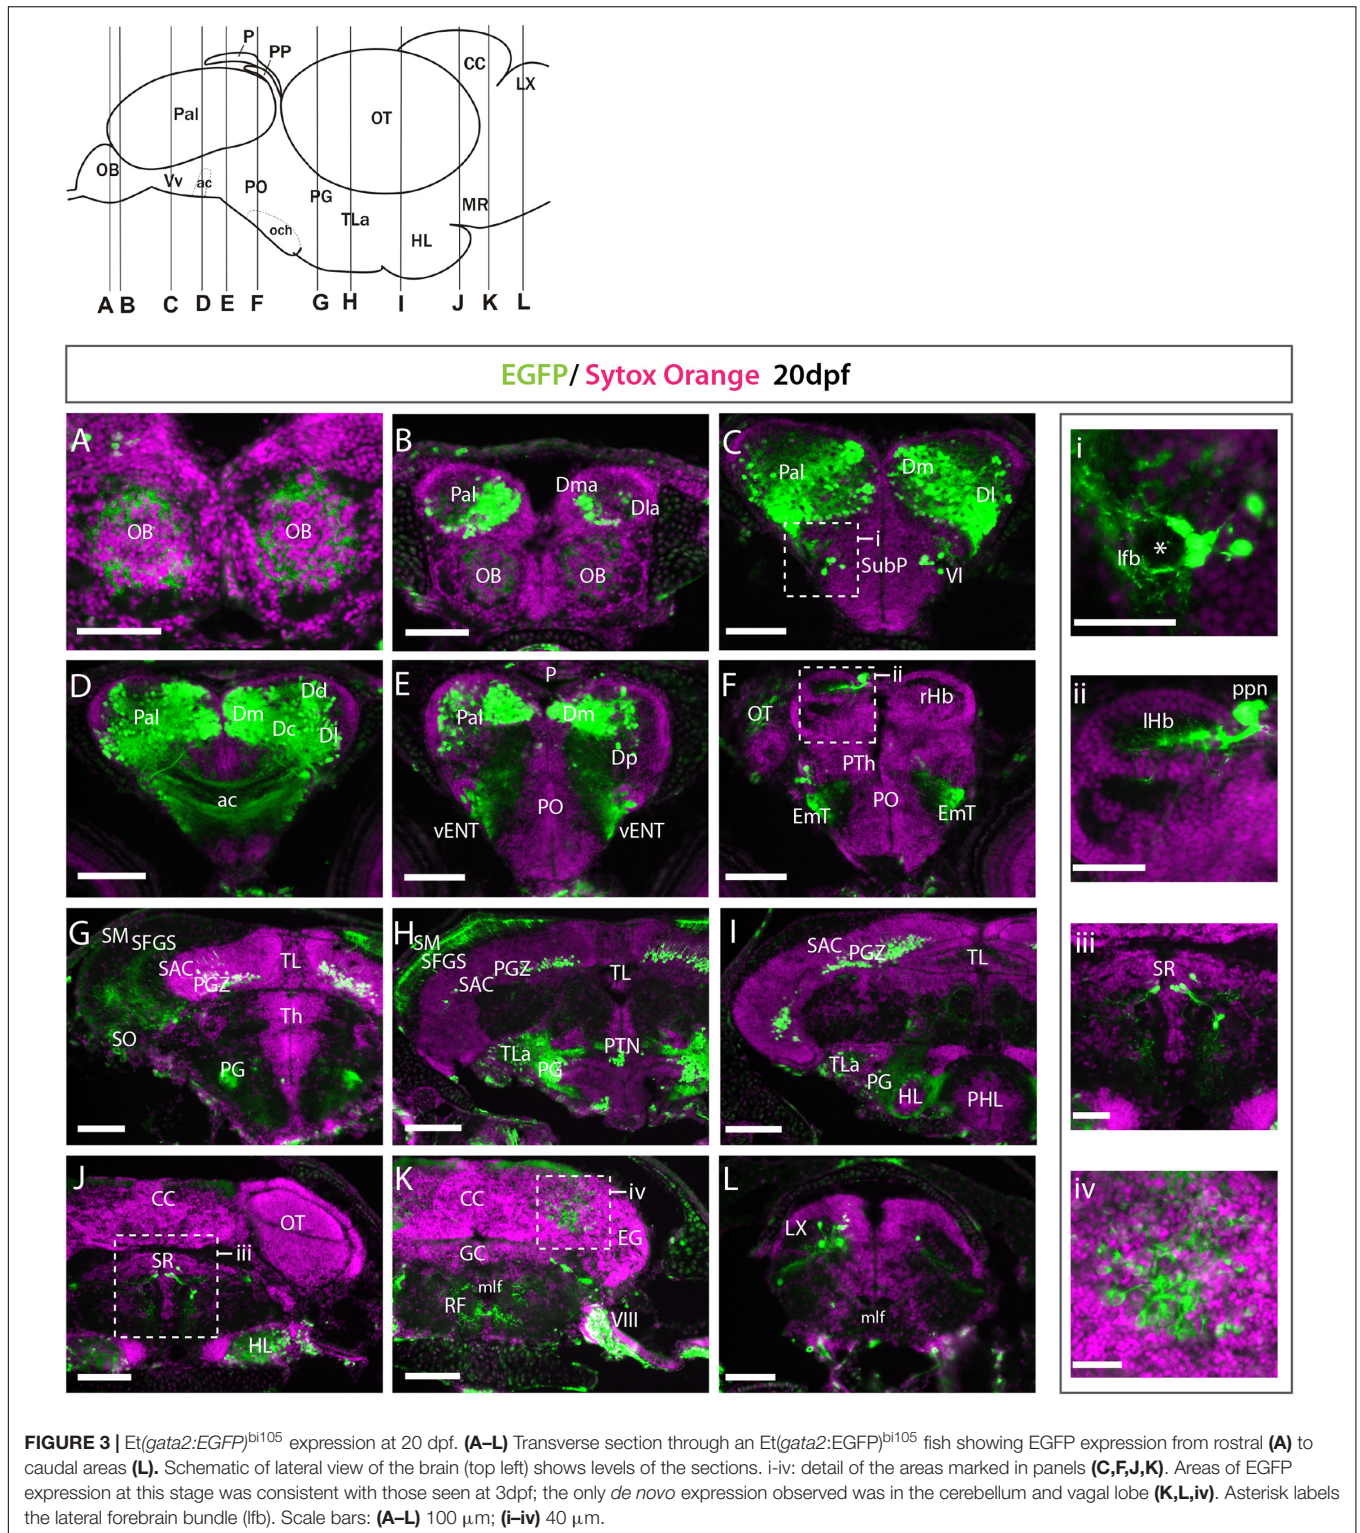 P
PP
CC
LX
Pal
OT
OB
Vv
ac
PO
PG
MR
TLa
och
HL
A B C D E F G H I J K L
EGFP/ Sytox Orange 20dpf
A
OB
OB
B
Pal
Dma
Dla
OB
OB
C
Pal
Dm
Dl
i
SubP
Vl
i
lfb
*
D
Pal
Dm
Dd
Dc
Dl
ac
E
P
Pal
Dm
Dp
PO
vENT
vENT
F
ii
OT
rHb
PTh
PO
EmT
EmT
ii
ppn
lHb
G
SM
SFGS
SAC
TL
PGZ
Th
SO
PG
H
SM
SFGS
PGZ
SAC
TL
TLa
PG
PTN
I
SAC
PGZ
TL
TLa
PG
HL
PHL
iii
SR
J
CC
OT
iii
SR
HL
K
CC
iv
EG
GC
mlf
RF
VIII
L
LX
mlf
iv
FIGURE 3 | Et(gata2:EGFP)bi105 expression at 20 dpf. (A–L) Transverse section through an Et(gata2:EGFP)bi105 fish showing EGFP expression from rostral (A) to
caudal areas (L). Schematic of lateral view of the brain (top left) shows levels of the sections. i-iv: detail of the areas marked in panels (C,F,J,K). Areas of EGFP
expression at this stage was consistent with those seen at 3dpf; the only de novo expression observed was in the cerebellum and vagal lobe (K,L,iv). Asterisk labels
the lateral forebrain bundle (lfb). Scale bars: (A–L) 100 μm; (i–iv) 40 μm.